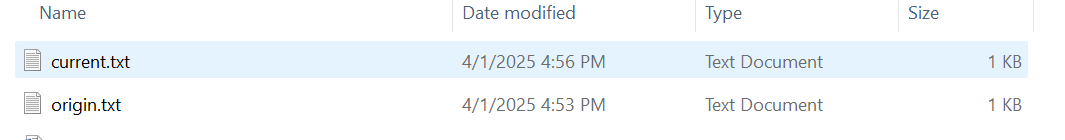 Name Date modified Type Size
current.txt 4/1/2025 4:56 PM Text Document 1 KB
origin.txt 4/1/2025 4:53 PM Text Document 1 KB